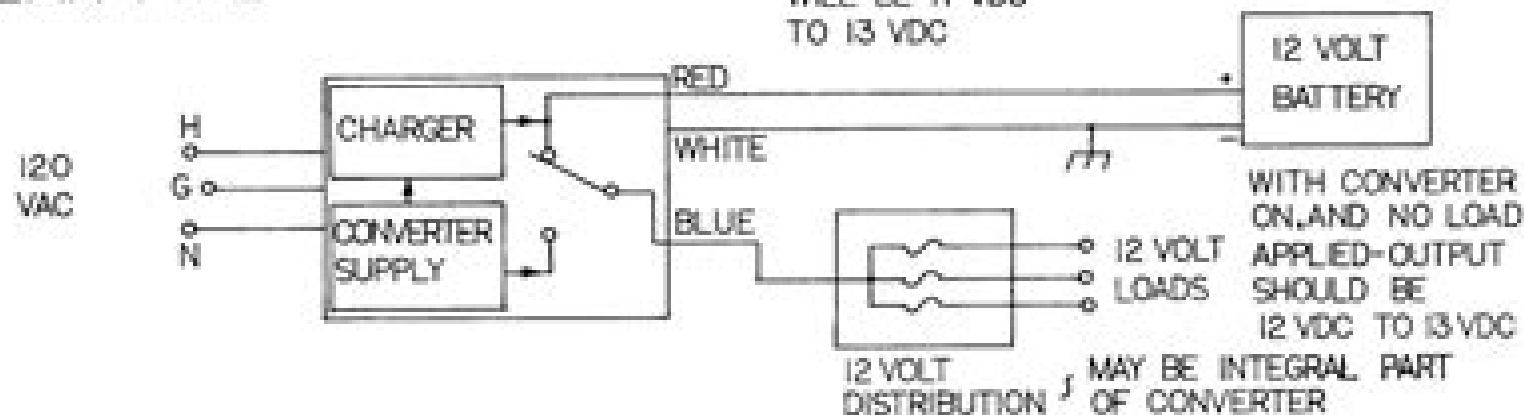 TO 13 VDC
12 VOLT
BATTERY
+
-
RED
WHITE
BLUE
CHARGER
CONVERTER
SUPPLY
120
VAC
H
G
N
12 VOLT
LOADS
WITH CONVERTER
ON, AND NO LOAD
APPLIED-OUTPUT
SHOULD BE
12 VDC TO 13 VDC
12 VOLT
DISTRIBUTION
MAY BE INTEGRAL PART
OF CONVERTER